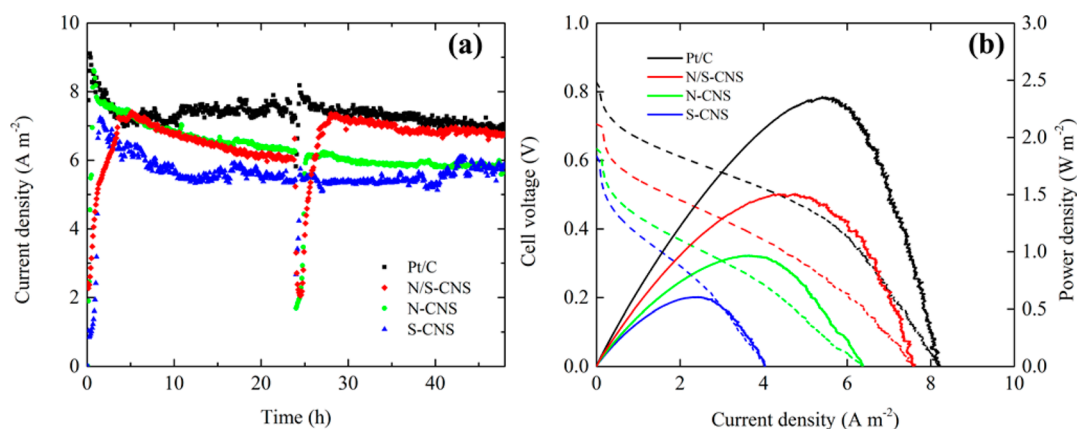 (a)
10
8
6
4
2
0
Current density (A m⁻²)
Pt/C
N/S-CNS
N-CNS
S-CNS
0 10 20 30 40
Time (h)
(b)
1.0
0.8
0.6
0.4
0.2
0.0
Cell voltage (V)
Pt/C
N/S-CNS
N-CNS
S-CNS
3.0
2.5
2.0
1.5
1.0
0.5
0.0
Power density (W m⁻²)
0 2 4 6 8 10
Current density (A m⁻²)